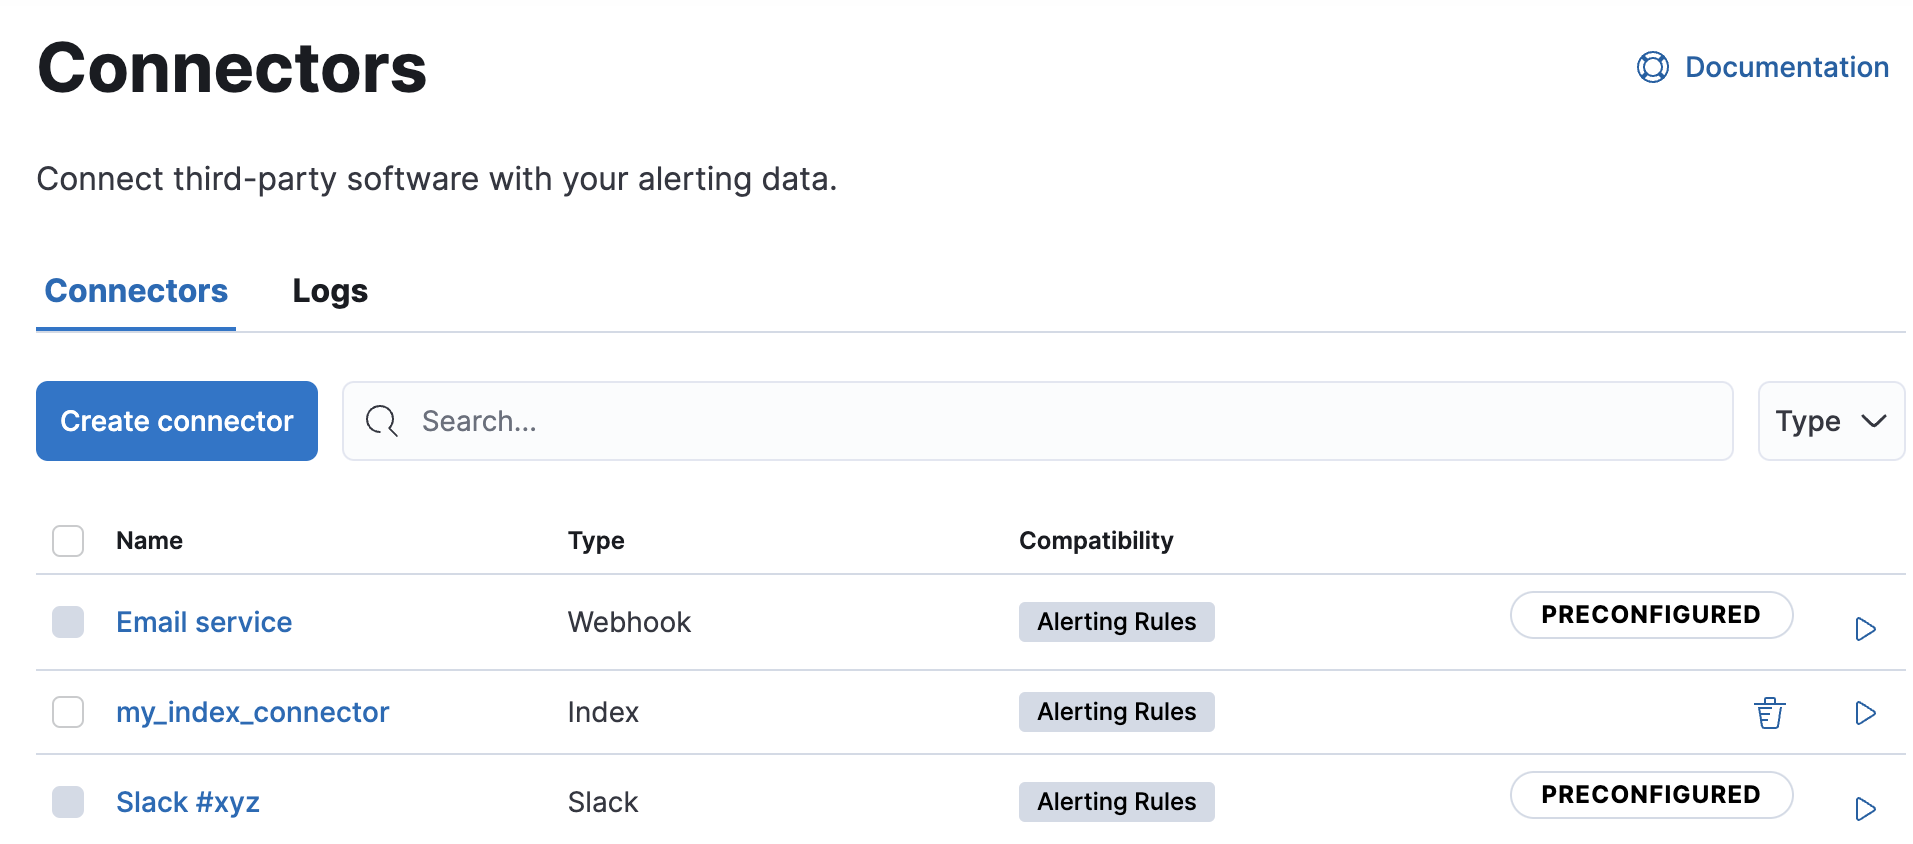 Connectors
Documentation
Connect third-party software with your alerting data.
Connectors Logs
Create connector Search... Type
Name Type Compatibility
Email service Webhook Alerting Rules PRECONFIGURED
my_index_connector Index Alerting Rules
Slack #xyz Slack Alerting Rules PRECONFIGURED